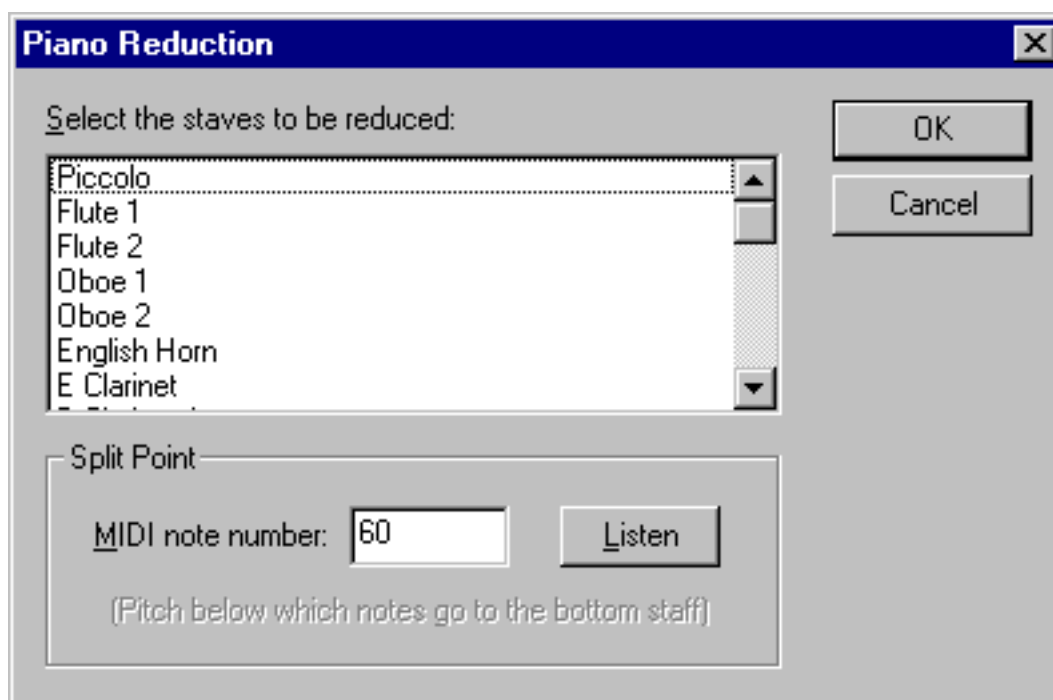 Piano Reduction
Select the staves to be reduced:
OK
Cancel
Piccolo
Flute 1
Flute 2
Oboe 1
Oboe 2
English Horn
E Clarinet
Split Point
MIDI note number: 60 Listen
(Pitch below which notes go to the bottom staff)